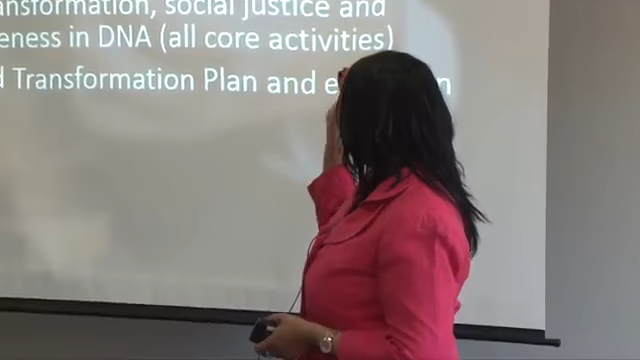 nsformation, social justice and
eness in DNA (all core activities)
d Transformation Plan and e n